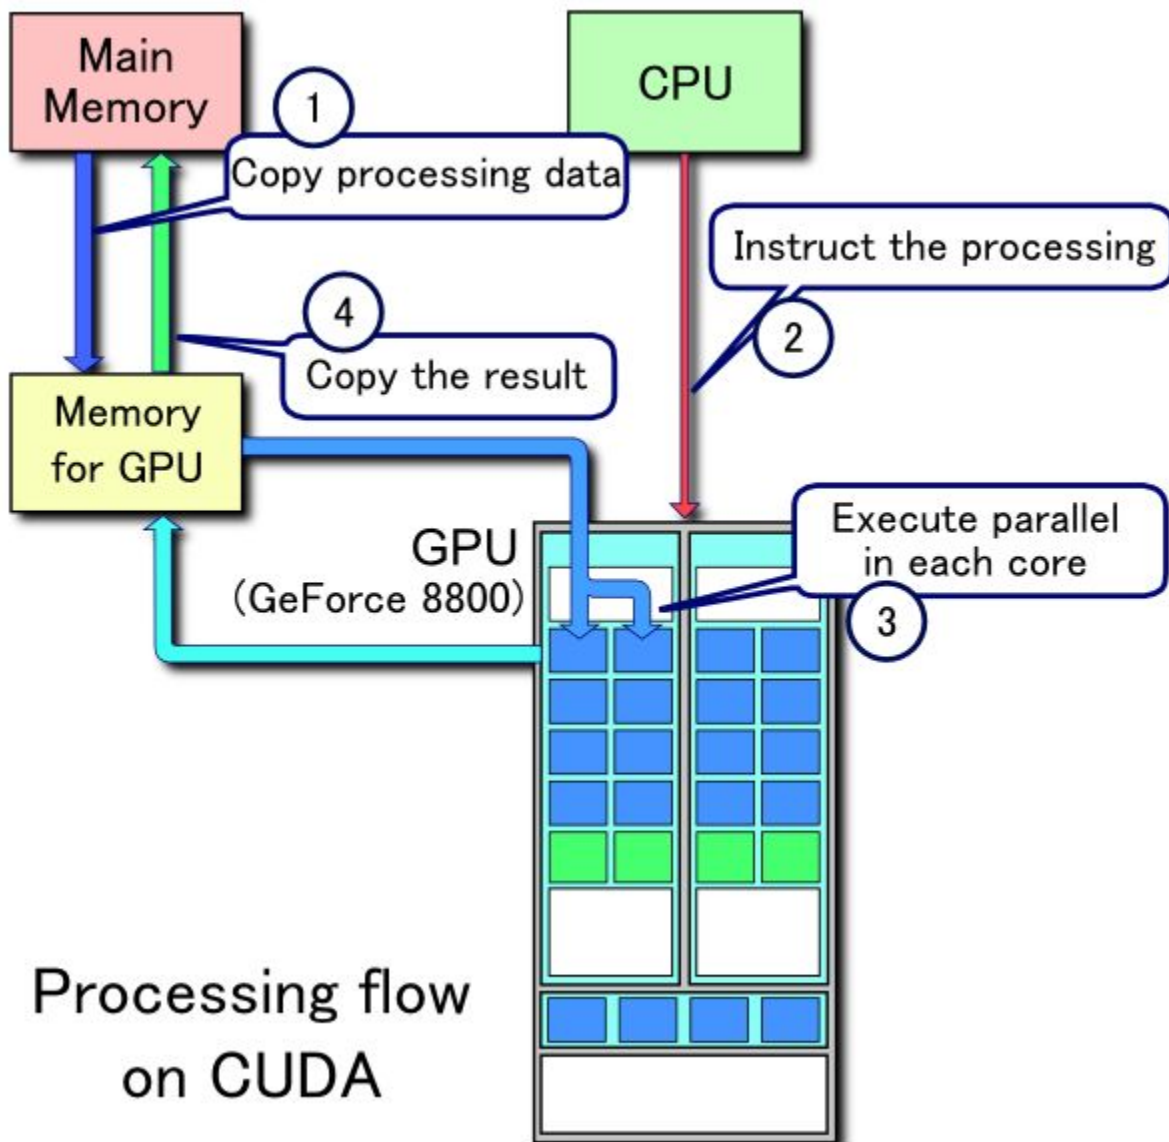 Main
Memory
CPU
1
Copy processing data
Instruct the processing
2
4
Copy the result
Memory
for GPU
GPU
(GeForce 8800)
Execute parallel
in each core
3
Processing flow
on CUDA